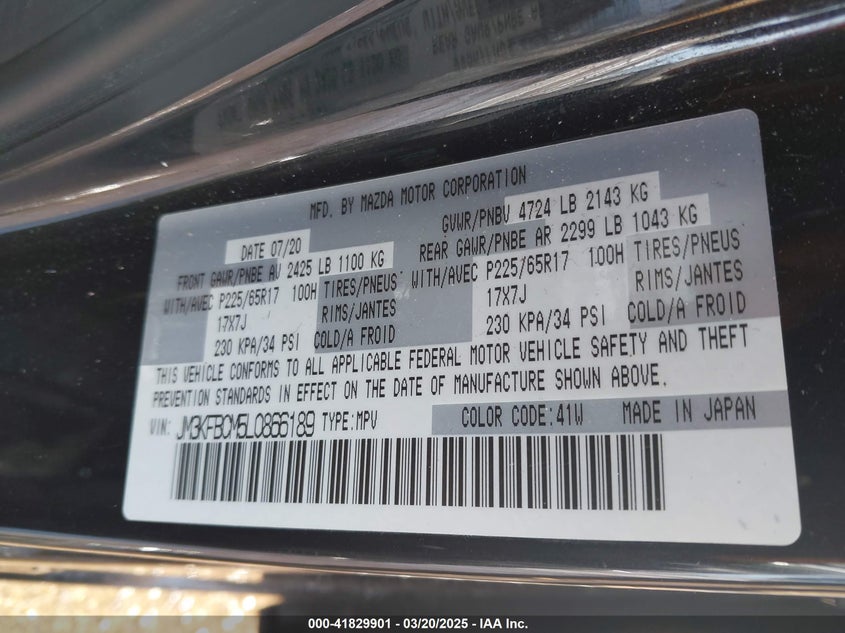 MFD. BY MAZDA MOTOR CORPORATION
DATE 07/20 GVWR/PNBV 4724 LB 2143 KG
FRONT GAWR/PNBE AV 2425 LB 1100 KG REAR GAWR/PNBE AR 2299 LB 1043 KG
WITH/AVEC P225/65R17 100H TIRES/PNEUS WITH/AVEC P225/65R17 100H TIRES/PNEUS
17X7J RIMS/JANTES 17X7J RIMS/JANTES
230 KPA/34 PSI COLD/A FROID 230 KPA/34 PSI COLD/A FROID
THIS VEHICLE CONFORMS TO ALL APPLICABLE FEDERAL MOTOR VEHICLE SAFETY AND THEFT
PREVENTION STANDARDS IN EFFECT ON THE DATE OF MANUFACTURE SHOWN ABOVE.
VIN: JM3KFBCM5L0866189 TYPE:MPV COLOR CODE:41W MADE IN JAPAN
000-41829901 - 03/20/2025 - IAA Inc.